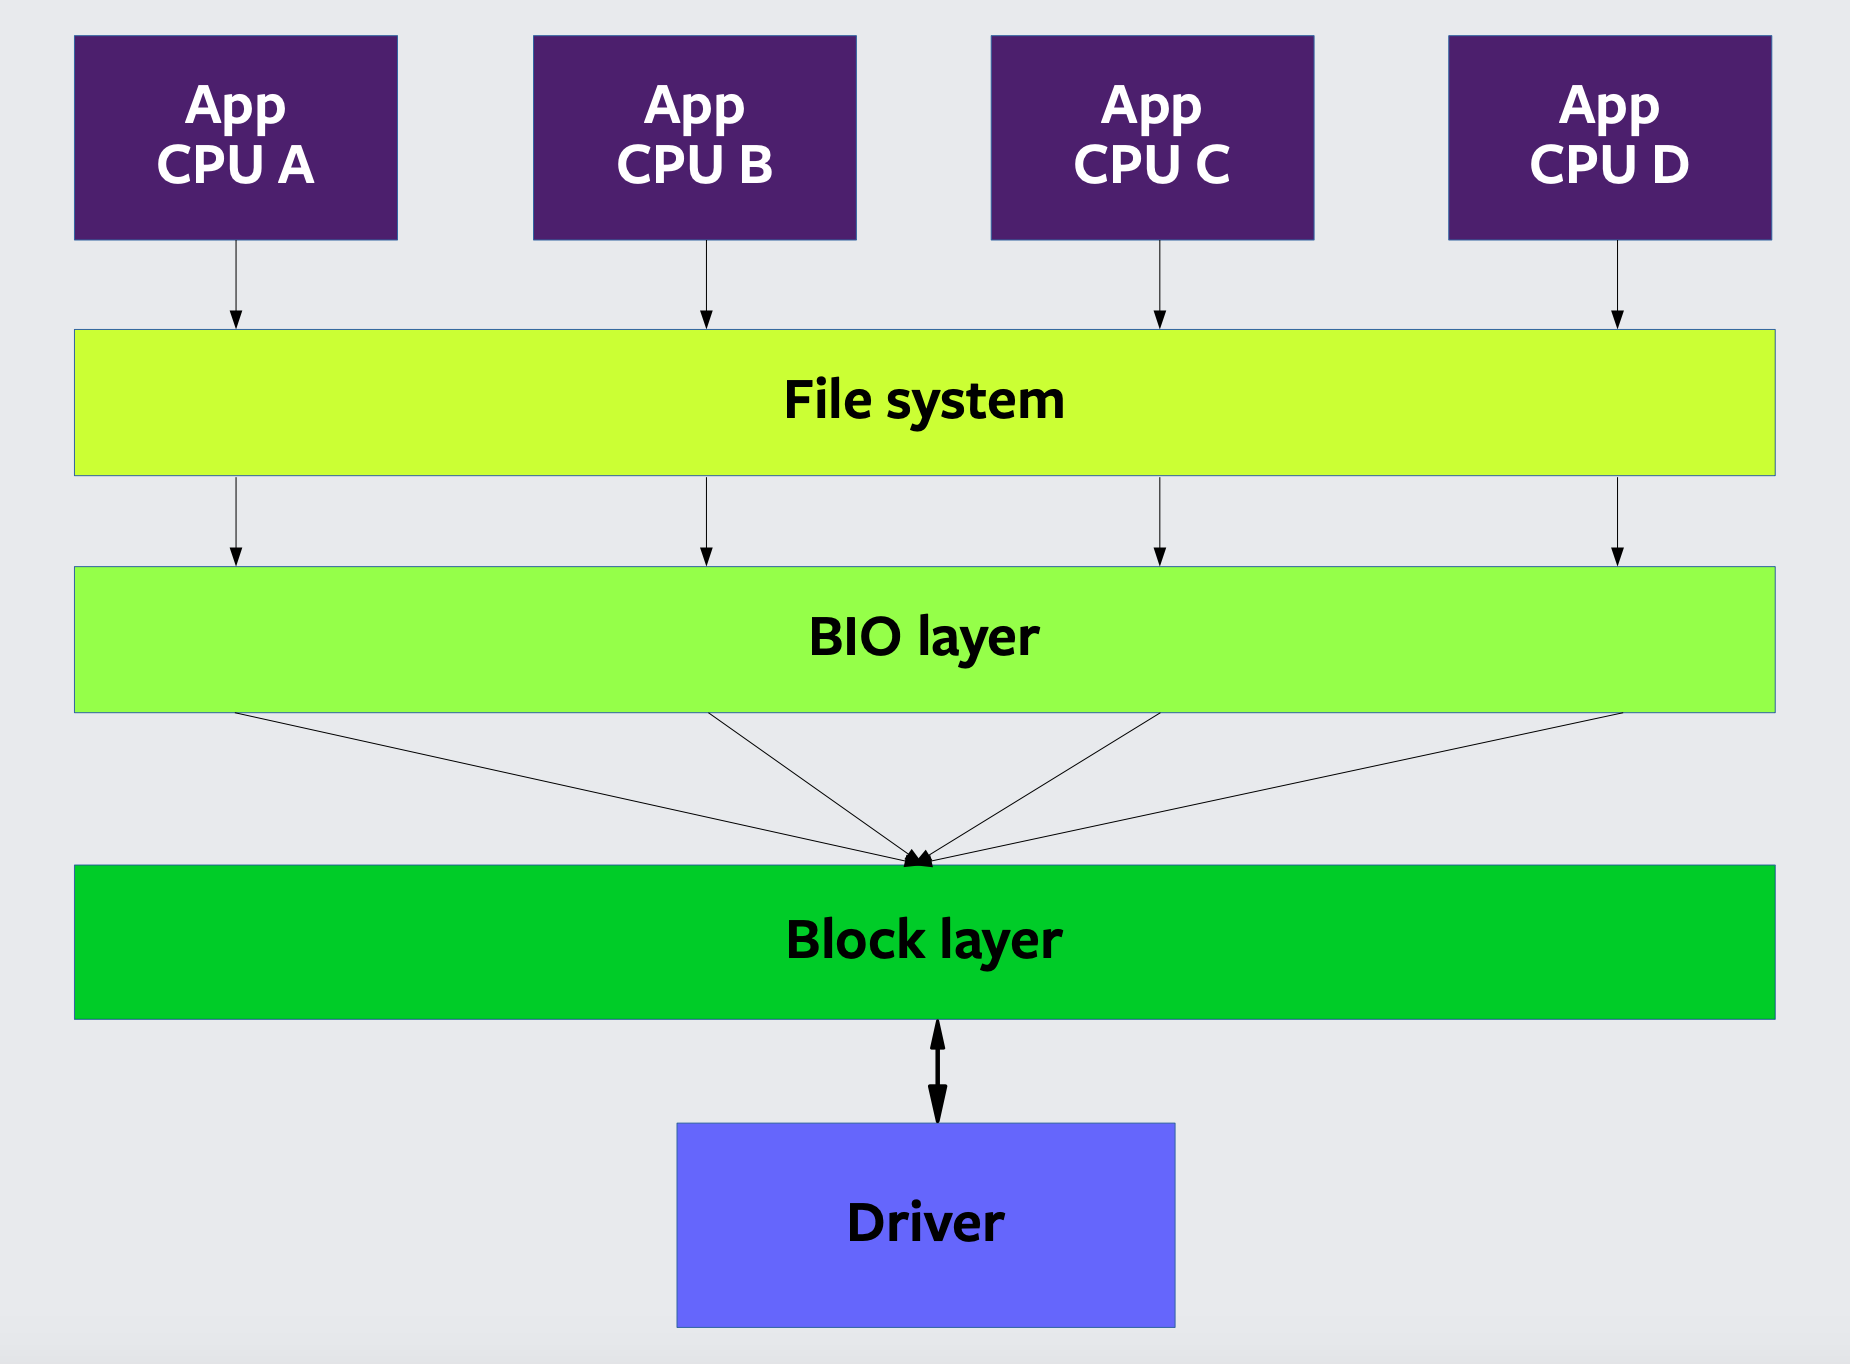 App
CPU A
App
CPU B
App
CPU C
App
CPU D
File system
BIO layer
Block layer
Driver